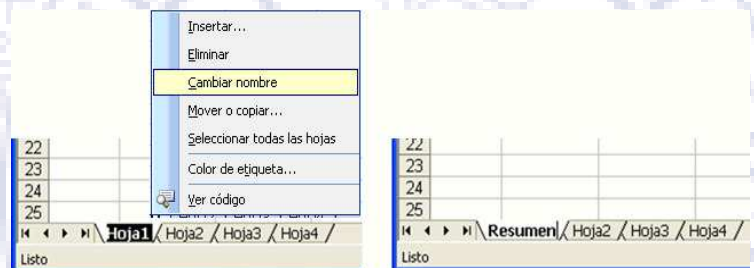 Insertar...
Eliminar
Cambiar nombre
Mover o copiar...
Seleccionar todas las hojas
Color de etiqueta...
Ver código
22
23
24
25
Hoja1 / Hoja2 / Hoja3 / Hoja4 /
Listo
22
23
24
25
Resumen / Hoja2 / Hoja3 / Hoja4 /
Listo